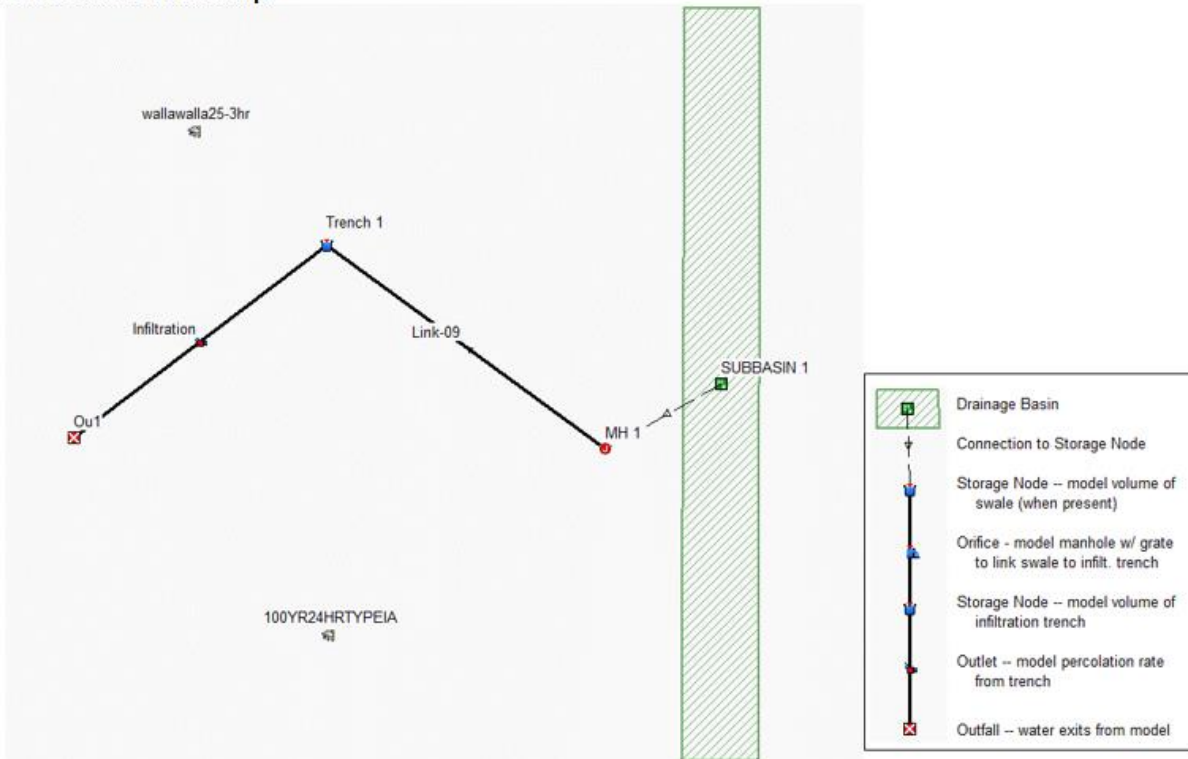 wallawalla25-3hr
Trench 1
Infiltration
Link-09
SUBBASIN 1
Ou1
MH 1
100YR24HRTYPEIA
Drainage Basin
Connection to Storage Node
Storage Node -- model volume of
swale (when present)
Orifice - model manhole w/ grate
to link swale to infilt. trench
Storage Node -- model volume of
infiltration trench
Outlet -- model percolation rate
from trench
Outfall -- water exits from model